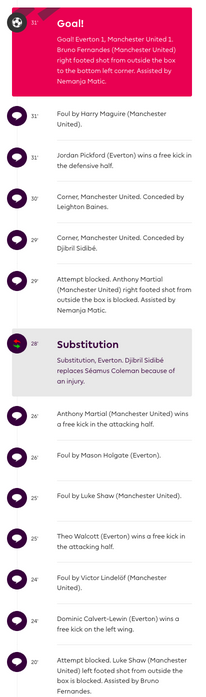 31'
Goal!
Goal! Everton 1, Manchester United 1.
Bruno Fernandes (Manchester United)
right footed shot from outside the box
to the bottom left corner. Assisted by
Nemanja Matic.
31'
Foul by Harry Maguire (Manchester
United).
31'
Jordan Pickford (Everton) wins a free kick in
the defensive half.
30'
Corner, Manchester United. Conceded by
Leighton Baines.
29'
Corner, Manchester United. Conceded by
Djibril Sidibé.
29'
Attempt blocked. Anthony Martial
(Manchester United) right footed shot from
outside the box is blocked. Assisted by
Nemanja Matic.
28'
Substitution
Substitution, Everton. Djibril Sidibé
replaces Séamus Coleman because of
an injury.
26'
Anthony Martial (Manchester United) wins
a free kick in the attacking half.
26'
Foul by Mason Holgate (Everton).
25'
Foul by Luke Shaw (Manchester United).
25'
Theo Walcott (Everton) wins a free kick in
the attacking half.
24'
Foul by Victor Lindelöf (Manchester
United).
24'
Dominic Calvert-Lewin (Everton) wins a
free kick on the left wing.
20'
Attempt blocked. Luke Shaw (Manchester
United) left footed shot from outside the
box is blocked. Assisted by Bruno
Fernandes.